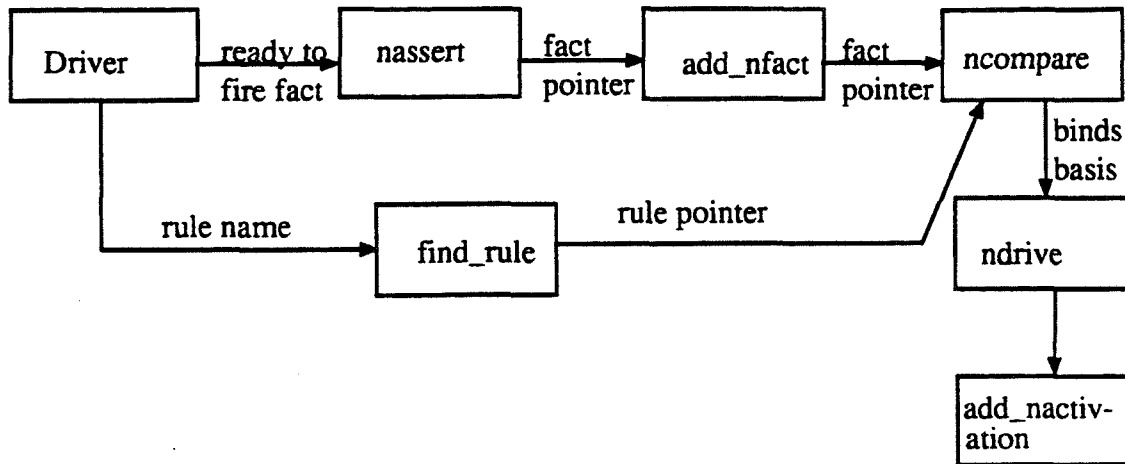 Driver
ready to
fire fact
nassert
fact
pointer
add_nfact
fact
pointer
ncompare
binds
basis
rule name
find_rule
rule pointer
ndrive
add_nactiv-
ation